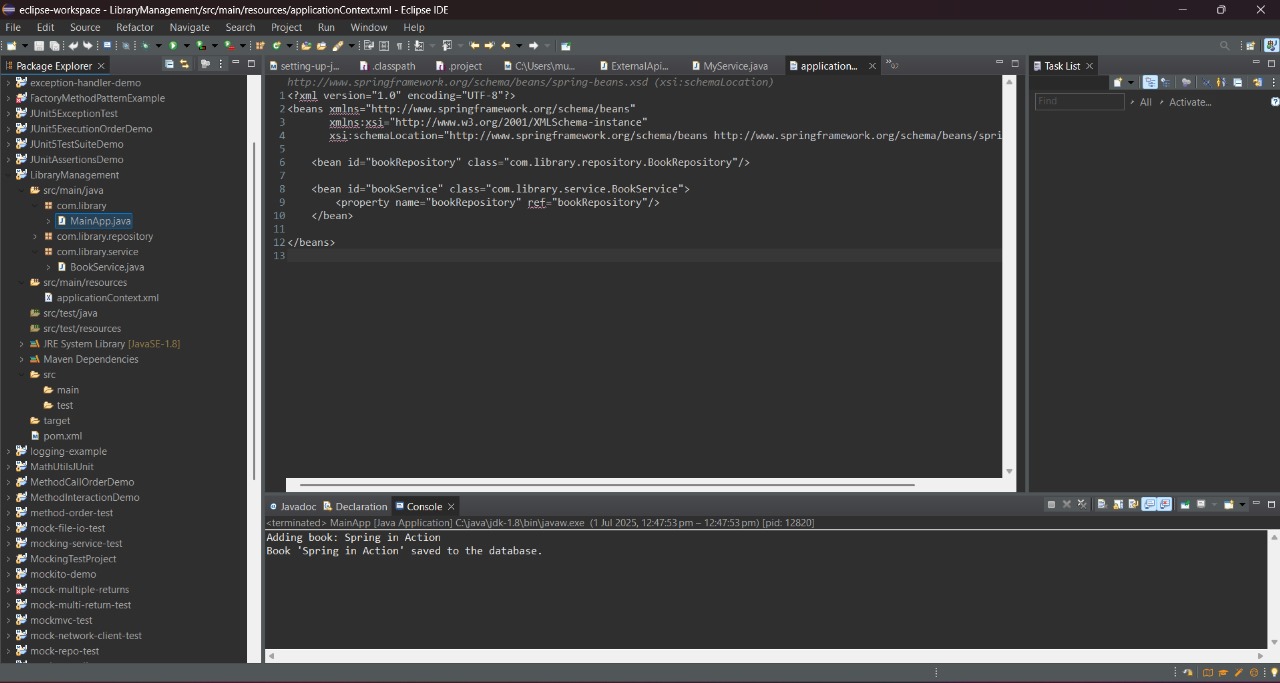 eclipse-workspace - LibraryManagement/src/main/resources/applicationContext.xml - Eclipse IDE
File Edit Source Refactor Navigate Search Project Run Window Help
Package Explorer
exception-handler-demo
FactoryMethodPatternExample
JUnit5ExceptionTest
JUnit5ExecutionOrderDemo
JUnit5TestSuiteDemo
JUnitAssertionsDemo
LibraryManagement
src/main/java
com.library
MainApp.java
com.library.repository
com.library.service
BookService.java
src/main/resources
applicationContext.xml
src/test/java
src/test/resources
JRE System Library [JavaSE-1.8]
Maven Dependencies
src
main
test
target
pom.xml
logging-example
MathUtilsJUnit
MethodCallOrderDemo
MethodInteractionDemo
method-order-test
mock-file-io-test
mocking-service-test
MockingTestProject
mockito-demo
mock-multiple-returns
mock-multi-return-test
mockmvc-test
mock-network-client-test
mock-repo-test
setting-up-j... .classpath .project C:\Users\mu... ExternalApi... MyService.java application...
http://www.springframework.org/schema/beans/spring-beans.xsd (xsi:schemaLocation)
1 <?xml version="1.0" encoding="UTF-8"?>
2 <beans xmlns="http://www.springframework.org/schema/beans"
3 xmlns:xsi="http://www.w3.org/2001/XMLSchema-instance"
4 xsi:schemaLocation="http://www.springframework.org/schema/beans http://www.springframework.org/schema/beans/spri
5
6 <bean id="bookRepository" class="com.library.repository.BookRepository"/>
7
8 <bean id="bookService" class="com.library.service.BookService">
9 <property name="bookRepository" ref="bookRepository"/>
10 </bean>
11
12 </beans>
13
Task List
Find All Activate...
Javadoc Declaration Console
<terminated> MainApp [Java Application] C:\java\jdk-1.8\bin\javaw.exe (1 Jul 2025, 12:47:53 pm – 12:47:53 pm) [pid: 12820]
Adding book: Spring in Action
Book 'Spring in Action' saved to the database.